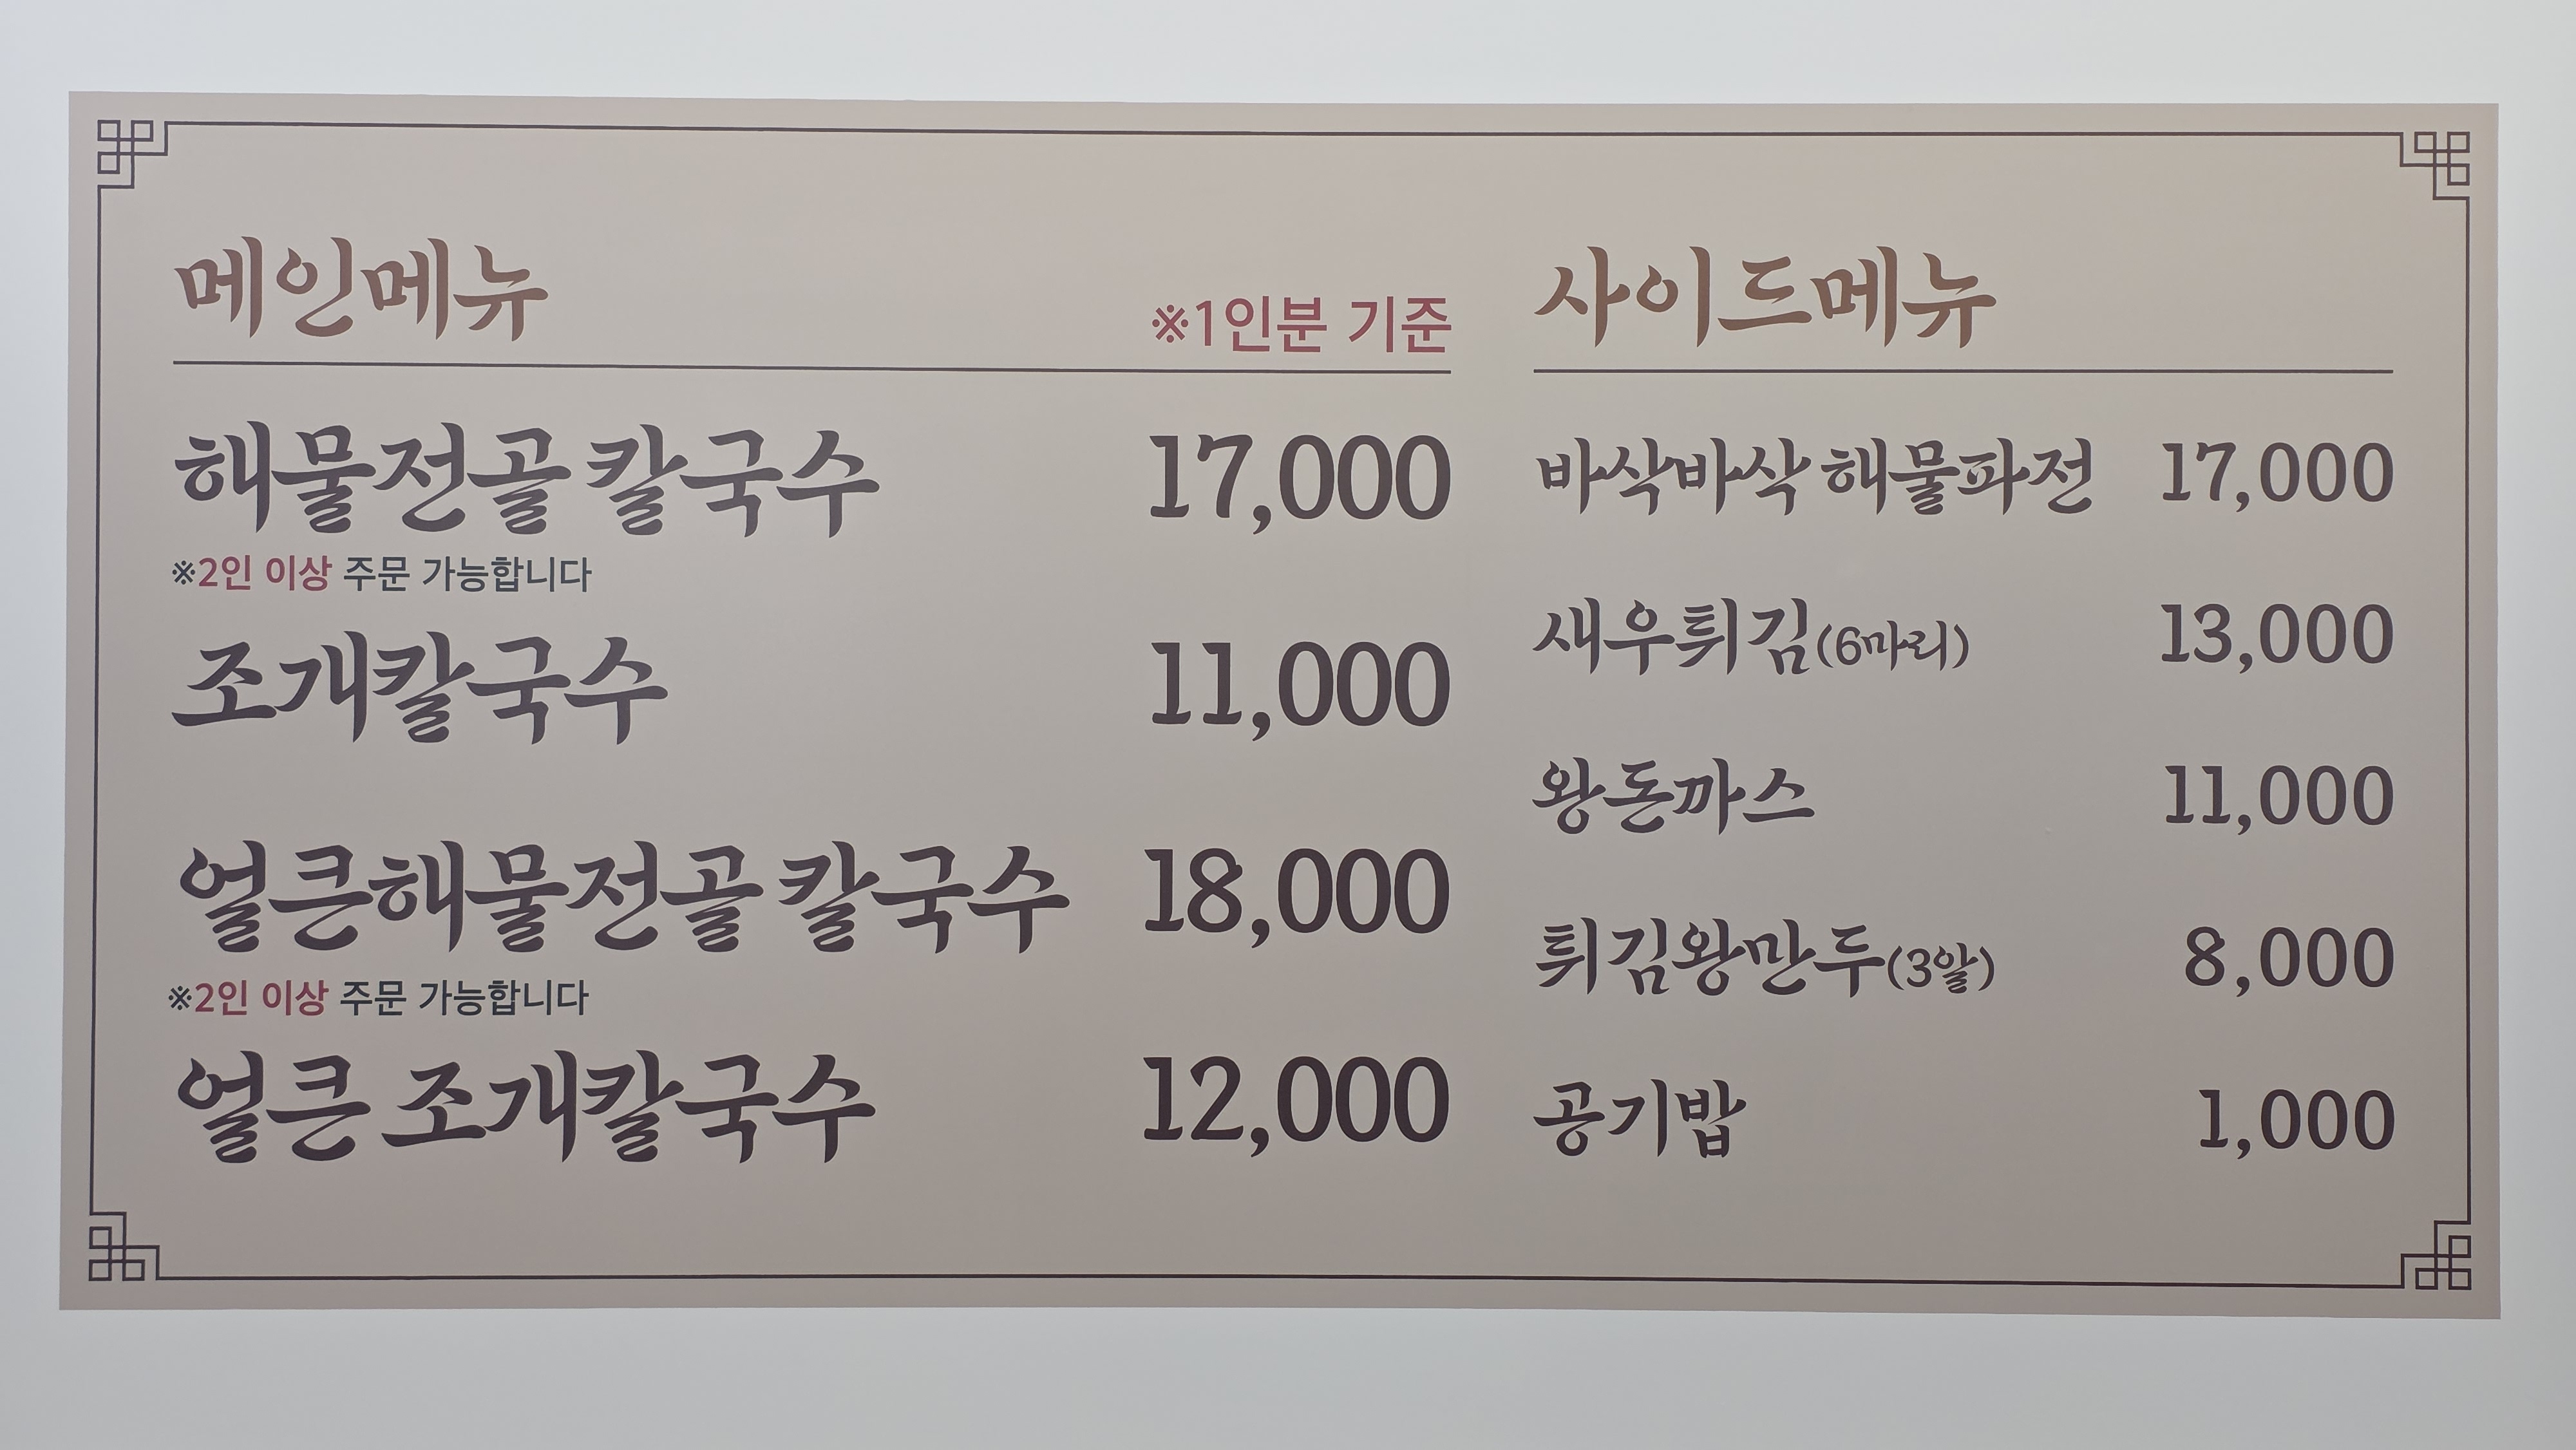 메인메뉴
※1인분 기준
해물전골 칼국수 17,000
※2인 이상 주문 가능합니다
조개칼국수 11,000
얼큰해물전골 칼국수 18,000
※2인 이상 주문 가능합니다
얼큰 조개칼국수 12,000
사이드메뉴
바삭바삭 해물파전 17,000
새우튀김(6마리) 13,000
왕돈까스 11,000
튀김왕만두(3알) 8,000
공기밥 1,000